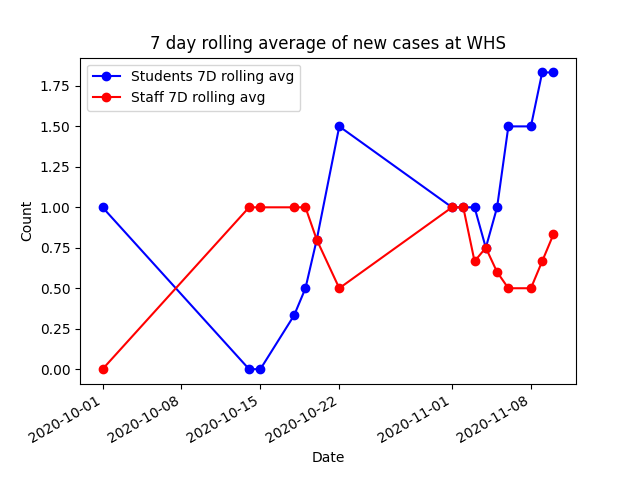 7 day rolling average of new cases at WHS
Students 7D rolling avg
Staff 7D rolling avg
1.75
1.50
1.25
1.00
0.75
0.50
0.25
0.00
Count
2020-10-01
2020-10-08
2020-10-15
2020-10-22
2020-11-01
2020-11-08
Date